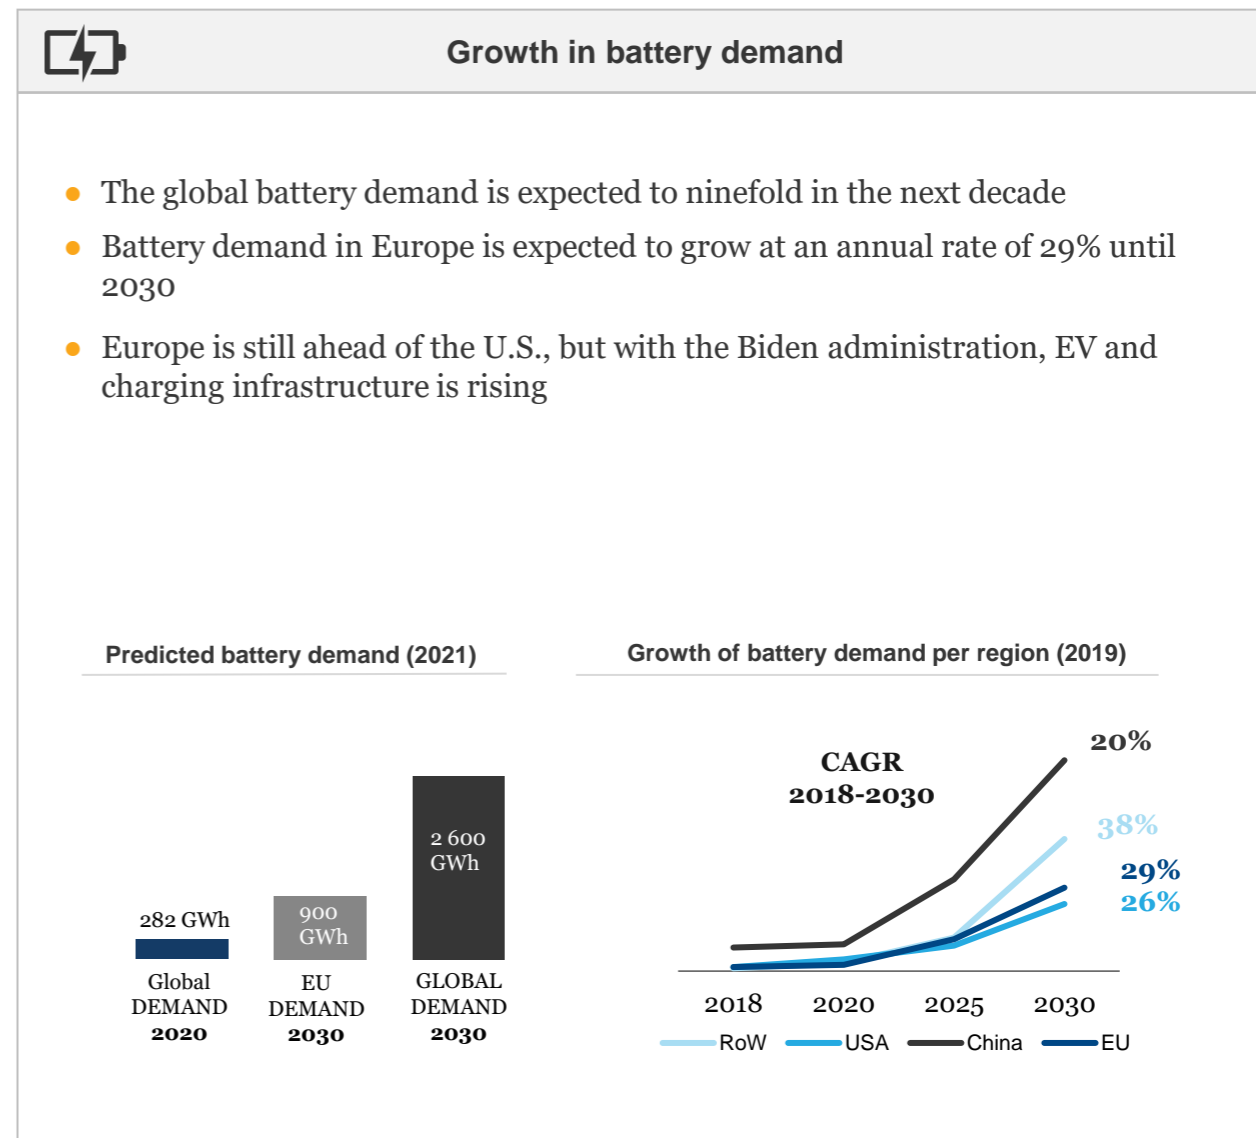 Growth in battery demand
The global battery demand is expected to ninefold in the next decade
Battery demand in Europe is expected to grow at an annual rate of 29% until
2030
Europe is still ahead of the U.S., but with the Biden administration, EV and
charging infrastructure is rising
Predicted battery demand (2021)
282 GWh
900
GWh
2 600
GWh
Global
DEMAND
2020
EU
DEMAND
2030
GLOBAL
DEMAND
2030
Growth of battery demand per region (2019)
CAGR
2018-2030
20%
38%
29%
26%
2018 2020 2025 2030
RoW USA China EU